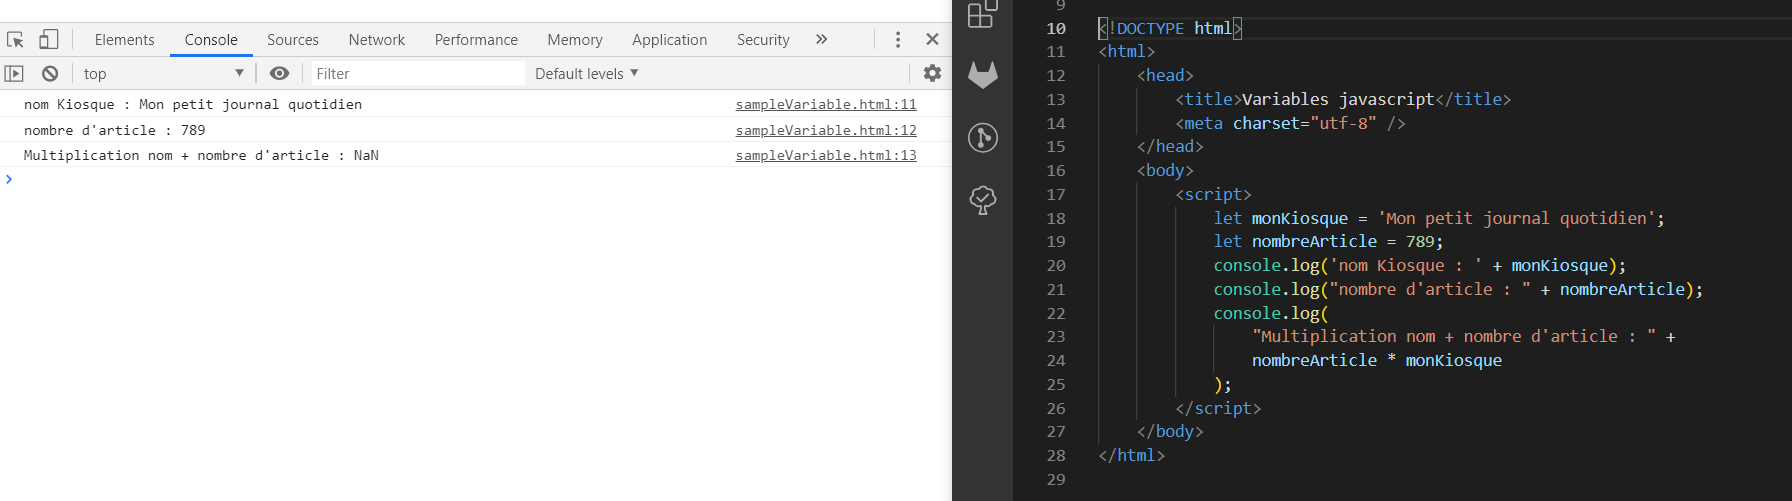 Elements Console Sources Network Performance Memory Application Security »
top Filter Default levels
nom Kiosque : Mon petit journal quotidien sampleVariable.html:11
nombre d'article : 789 sampleVariable.html:12
Multiplication nom + nombre d'article : NaN sampleVariable.html:13
>
9
10 <!DOCTYPE html>
11 <html>
12 <head>
13 <title>Variables javascript</title>
14 <meta charset="utf-8" />
15 </head>
16 <body>
17 <script>
18 let monKiosque = 'Mon petit journal quotidien';
19 let nombreArticle = 789;
20 console.log('nom Kiosque : ' + monKiosque);
21 console.log("nombre d'article : " + nombreArticle);
22 console.log(
23 "Multiplication nom + nombre d'article : " +
24 nombreArticle * monKiosque
25 );
26 </script>
27 </body>
28 </html>
29